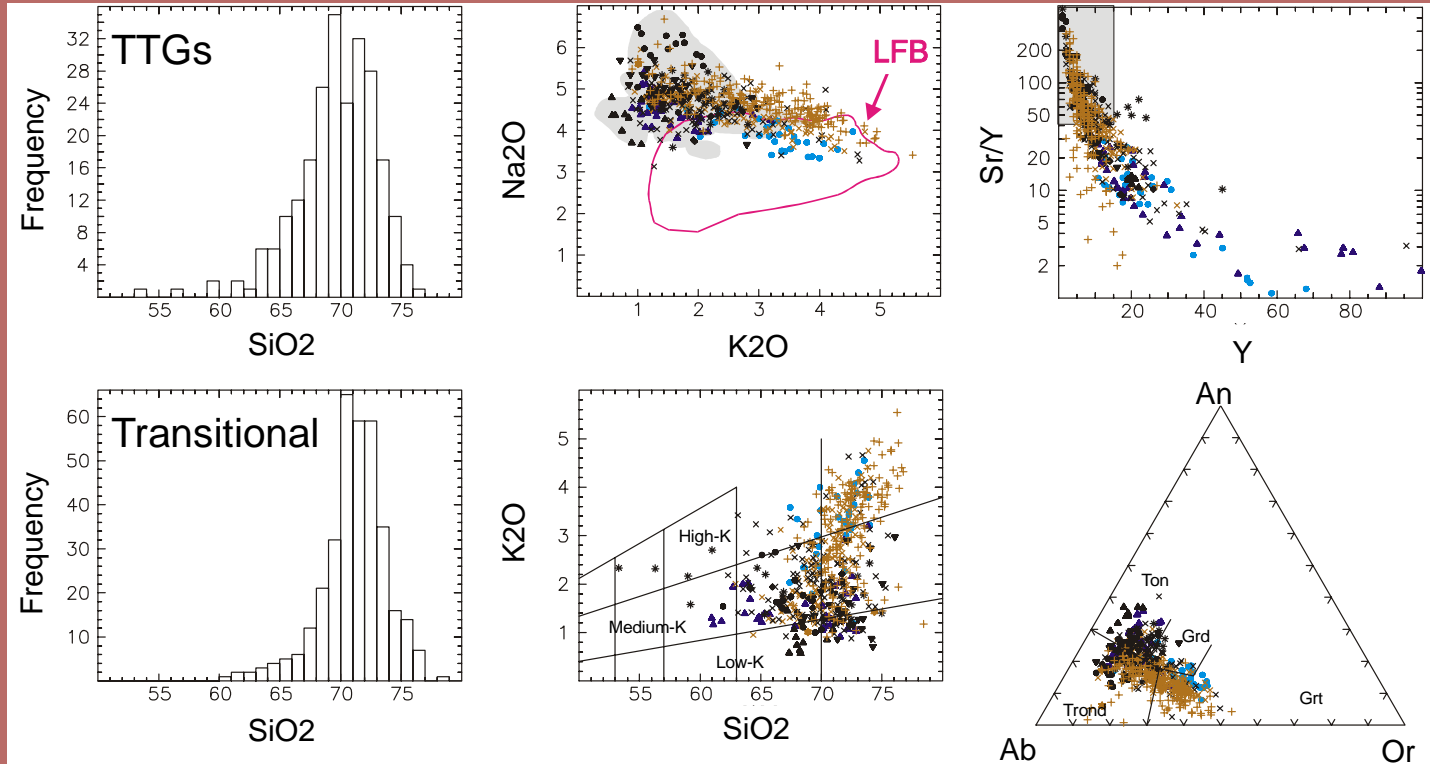 TTGs
Frequency
32
28
24
20
16
12
8
4
55 60 65 70 75
SiO2
LFB
Na2O
6
5
4
3
2
1
1 2 3 4 5
K2O
Sr/Y
200
100
50
20
10
5
2
20 40 60 80
Y
Transitional
Frequency
60
50
40
30
20
10
55 60 65 70 75
SiO2
K2O
5
4
3
2
1
High-K
Medium-K
Low-K
55 60 65 70 75
SiO2
An
Ton
Grd
Trond
Grt
Ab
Or